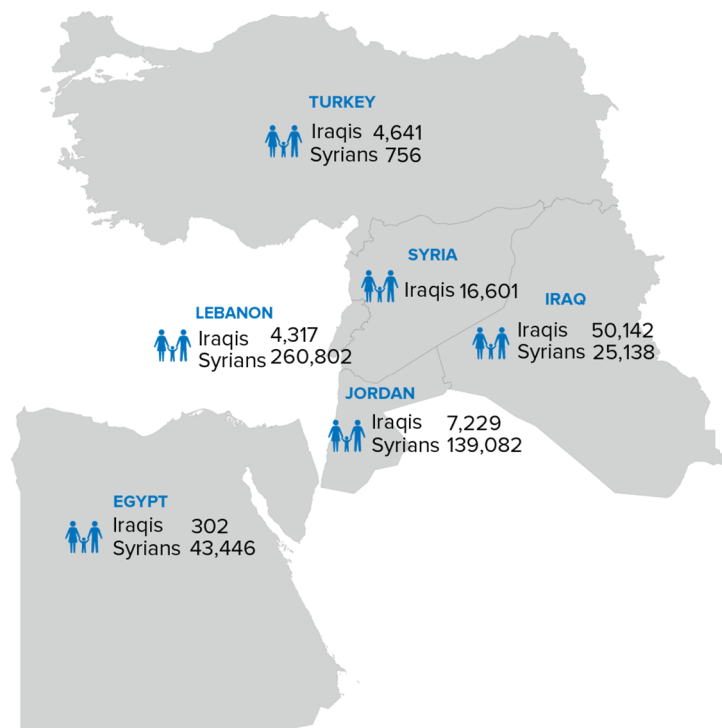 TURKEY
Iraqis 4,641
Syrians 756
SYRIA
Iraqis 16,601
IRAQ
Iraqis 50,142
Syrians 25,138
LEBANON
Iraqis 4,317
Syrians 260,802
JORDAN
Iraqis 7,229
Syrians 139,082
EGYPT
Iraqis 302
Syrians 43,446